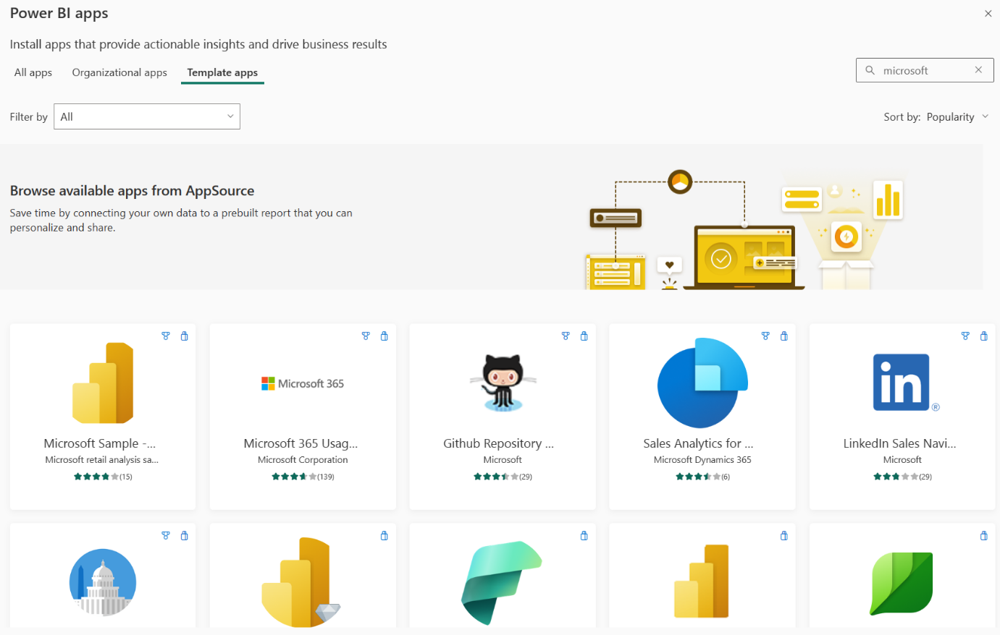 Power BI apps
Install apps that provide actionable insights and drive business results
All apps
Organizational apps
Template apps
microsoft
Filter by
All
Sort by: Popularity
Browse available apps from AppSource
Save time by connecting your own data to a prebuilt report that you can
personalize and share.
Microsoft Sample -...
Microsoft retail analysis sa...
(15)
Microsoft 365
Microsoft 365 Usag...
Microsoft Corporation
(139)
Github Repository ...
Microsoft
(29)
Sales Analytics for ...
Microsoft Dynamics 365
(6)
in®
LinkedIn Sales Navi...
Microsoft
(29)